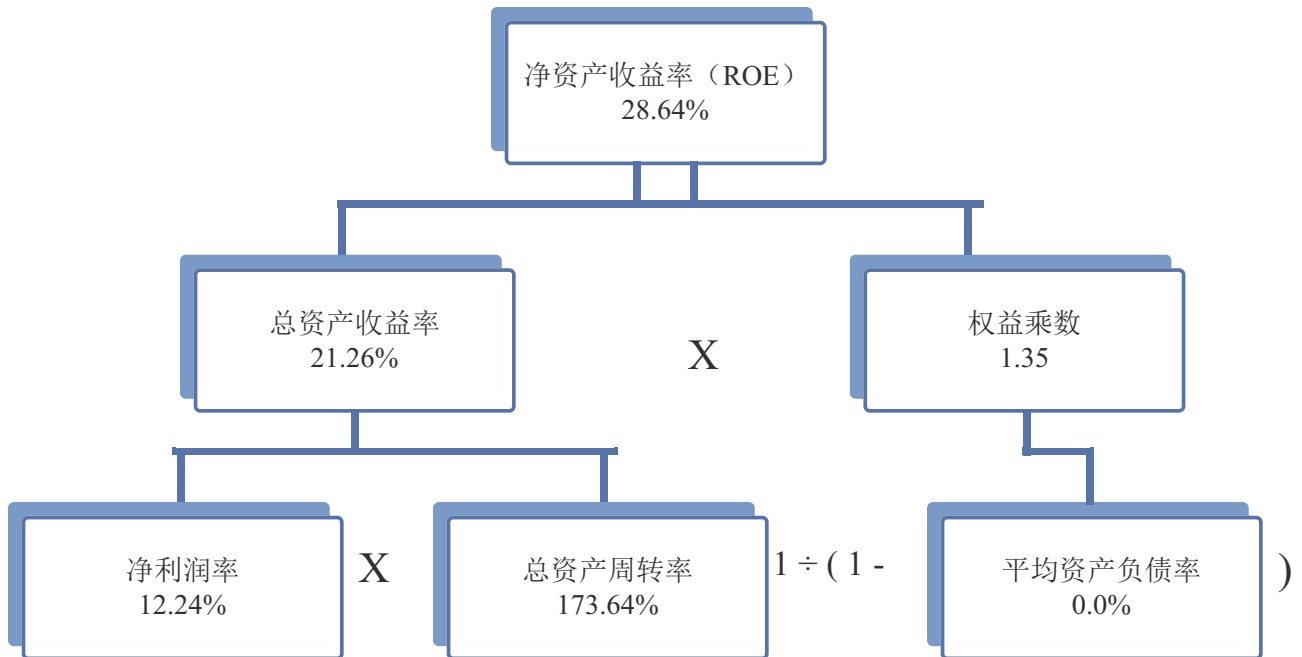 净资产收益率（ROE）
28.64%
总资产收益率
21.26%
X
权益乘数
1.35
净利润率
12.24%
X
总资产周转率
173.64%
1 ÷ ( 1 -
平均资产负债率
0.0%
)